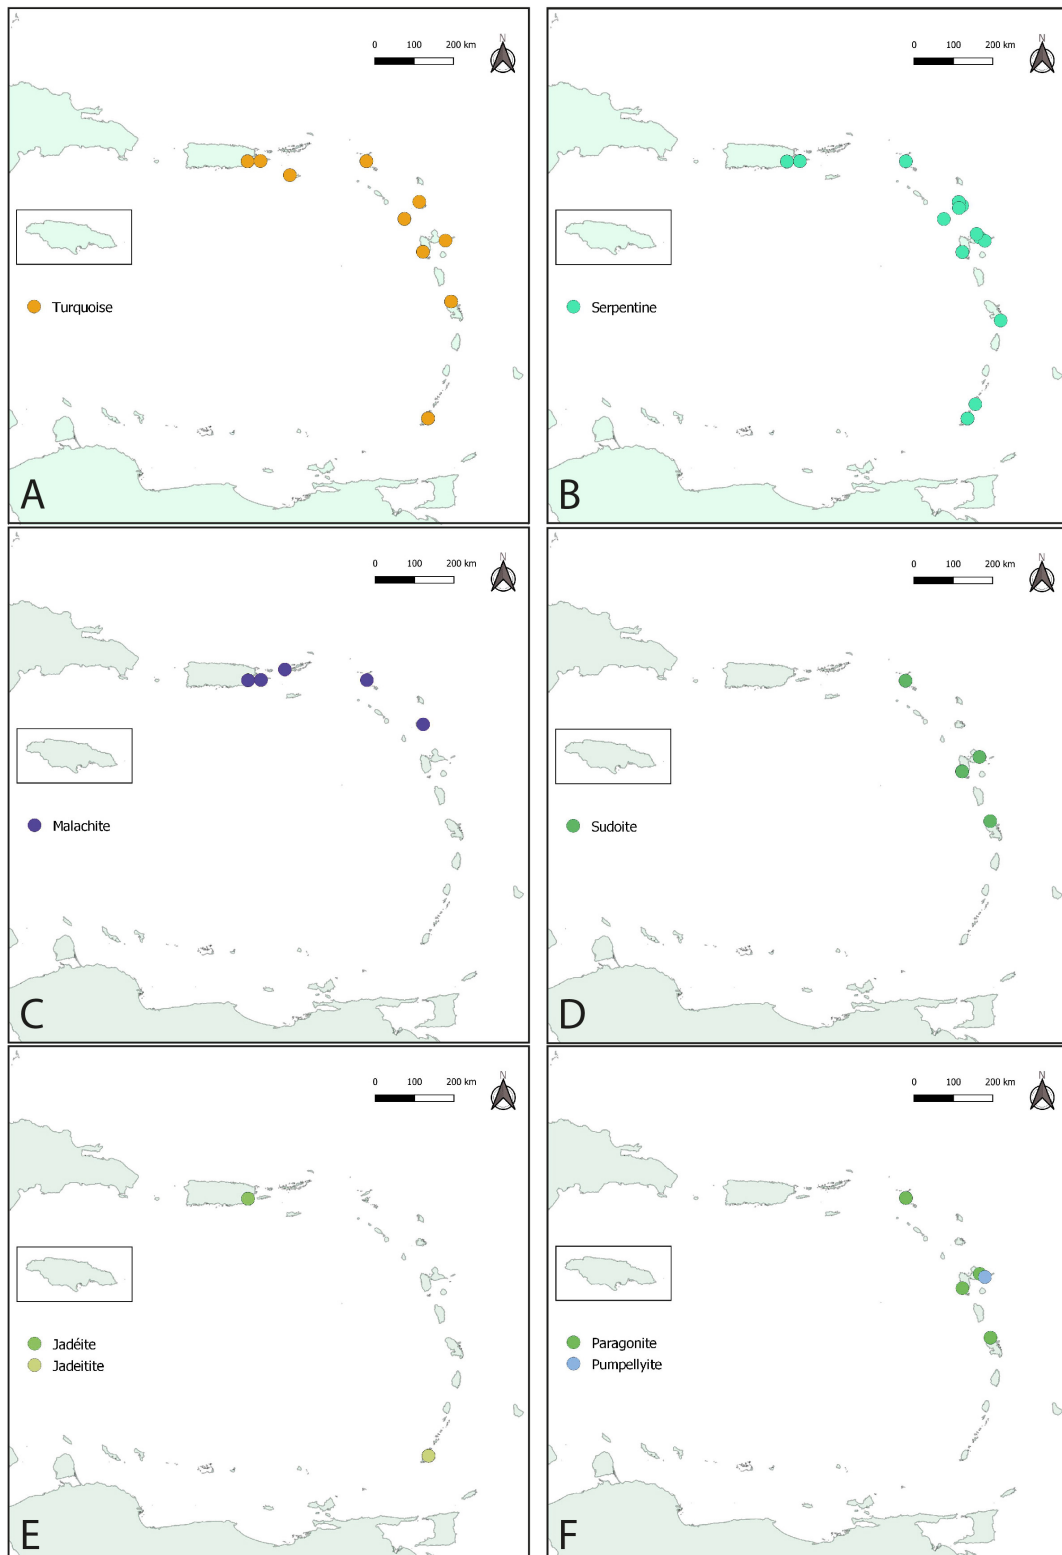 N
0 100 200 km
Turquoise
A
N
0 100 200 km
Serpentine
B
N
0 100 200 km
Malachite
C
N
0 100 200 km
Sudoite
D
N
0 100 200 km
Jadéite
Jadeitite
E
N
0 100 200 km
Paragonite
Pumpellyite
F